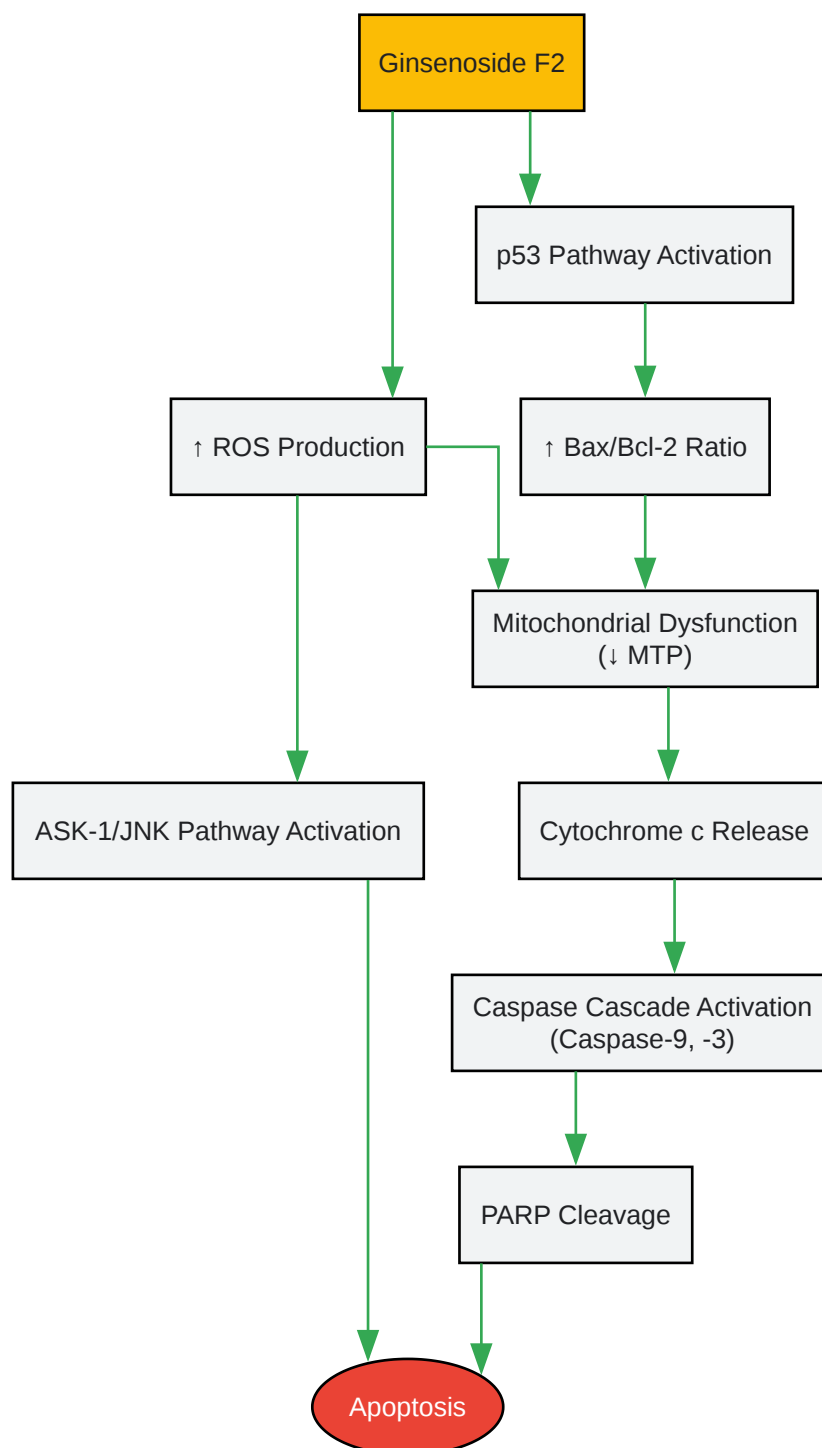 Ginsenoside F2
p53 Pathway Activation
↑ ROS Production
↑ Bax/Bcl-2 Ratio
Mitochondrial Dysfunction
(↓ MTP)
ASK-1/JNK Pathway Activation
Cytochrome c Release
Caspase Cascade Activation
(Caspase-9, -3)
PARP Cleavage
Apoptosis